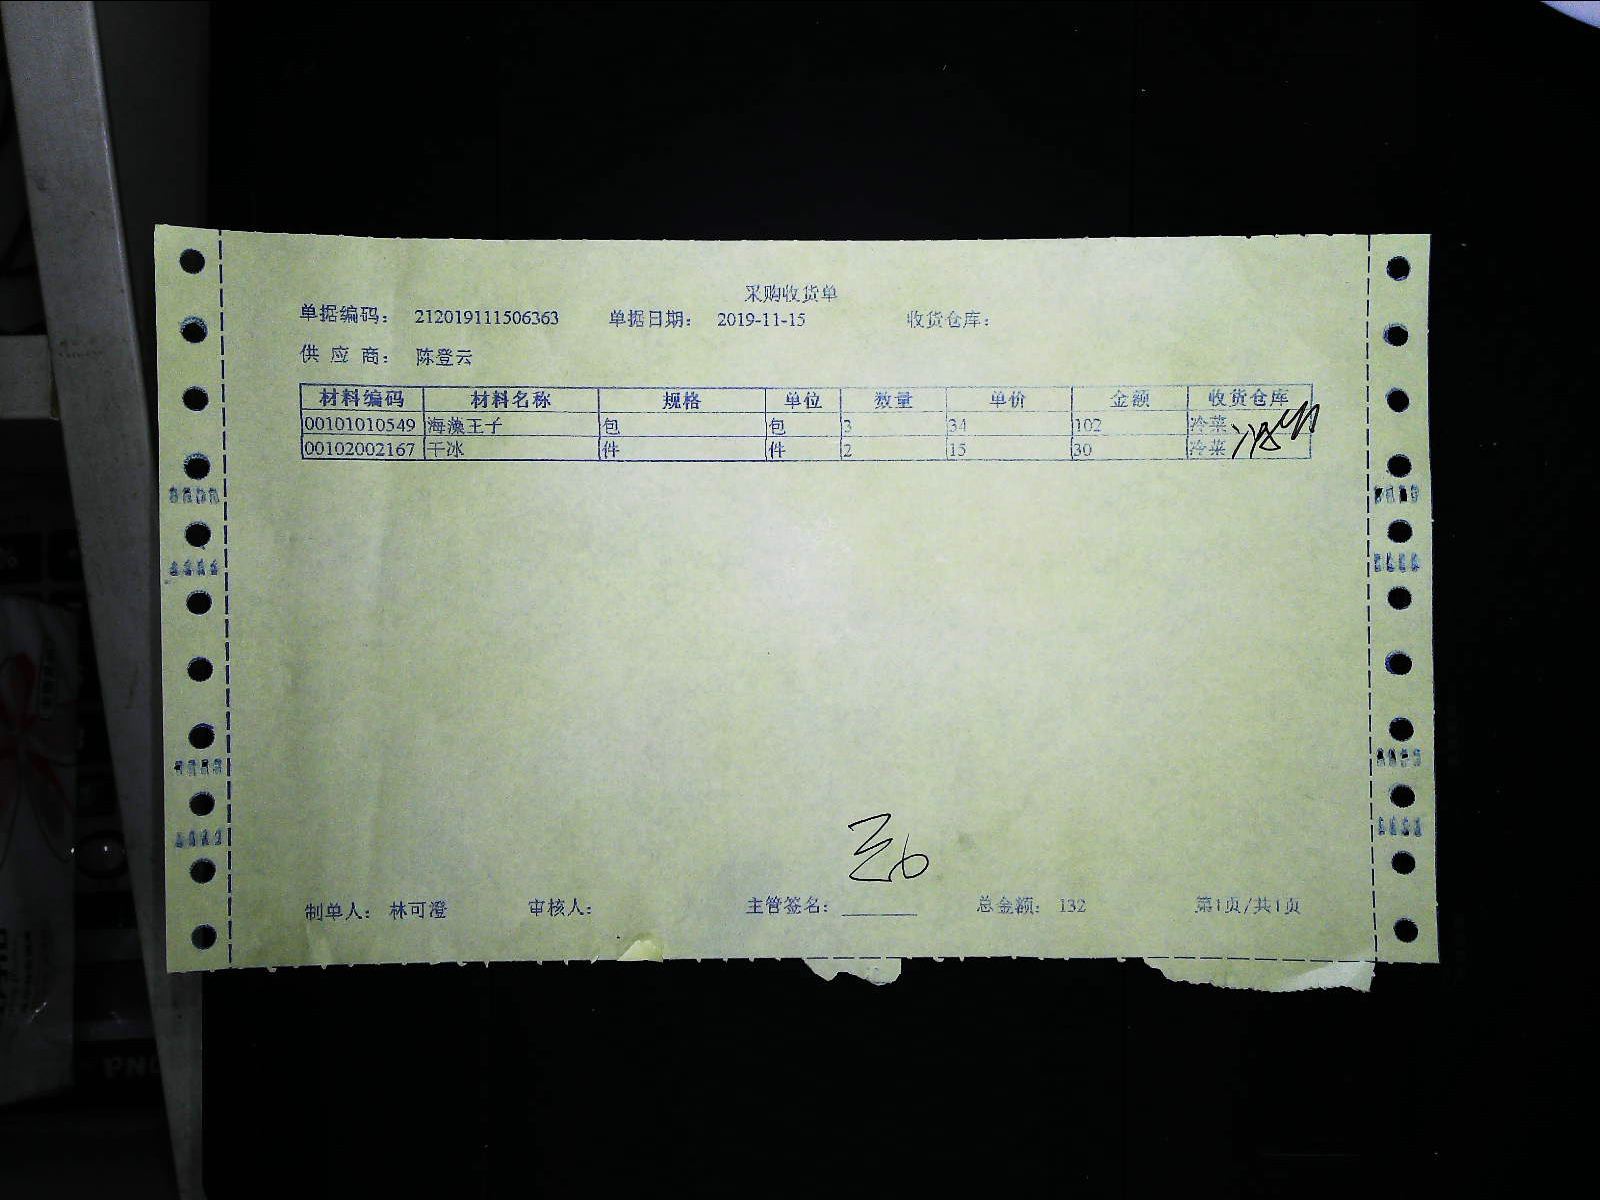 采购收货单
单据编码： 212019111506363 单据日期： 2019-11-15 收货仓库：
供 应 商： 陈登云
材料编码 材料名称 规格 单位 数量 单价 金额 收货仓库
00101010549 海藻王子 包 包 3 34 102 冷菜
00102002167 干冰 件 件 2 15 30 冷菜
制单人： 林可澄 审核人： 主管签名： 总金额： 132 第1页/共1页